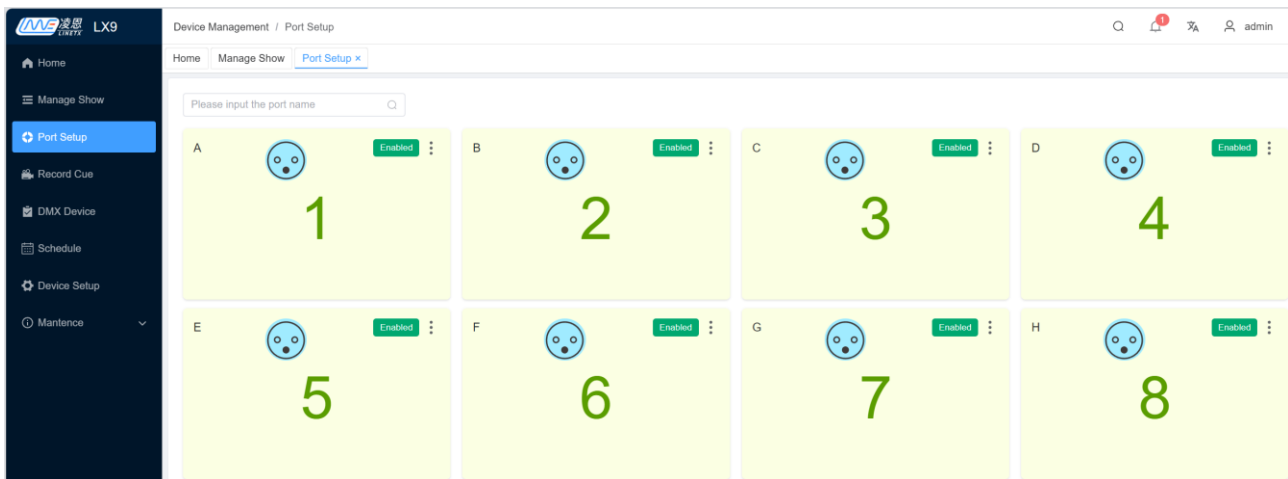 凌恩 LINETX LX9
Device Management / Port Setup
1
admin
Home
Manage Show
Port Setup ×
Home
Manage Show
Port Setup
Record Cue
DMX Device
Schedule
Device Setup
Mantence
Please input the port name
A
Enabled
1
B
Enabled
2
C
Enabled
3
D
Enabled
4
E
Enabled
5
F
Enabled
6
G
Enabled
7
H
Enabled
8